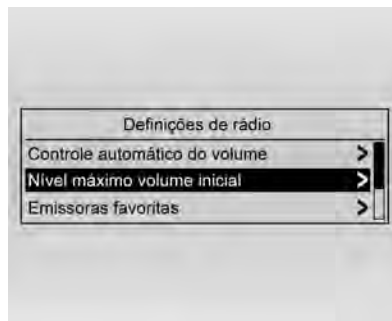 Definições de rádio
Controle automático do volume >
Nível máximo volume inicial >
Emissoras favoritas >